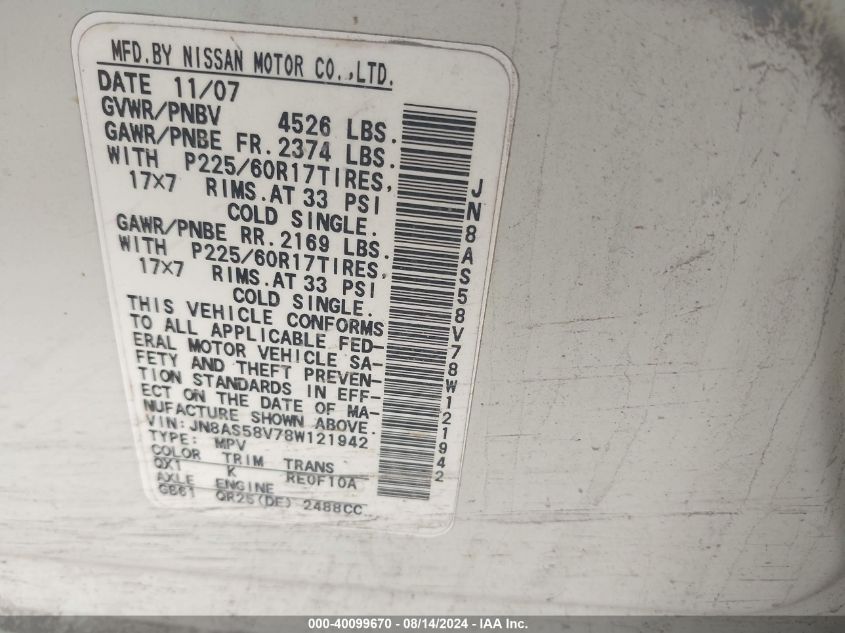 MFD.BY NISSAN MOTOR CO.,LTD.
DATE 11/07
GVWR/PNBV 4526 LBS.
GAWR/PNBE FR.2374 LBS.
WITH P225/60R17TIRES,
17X7 RIMS.AT 33 PSI
COLD SINGLE.
GAWR/PNBE RR.2169 LBS.
WITH P225/60R17TIRES,
17X7 RIMS.AT 33 PSI
COLD SINGLE.
THIS VEHICLE CONFORMS
TO ALL APPLICABLE FED-
ERAL MOTOR VEHICLE SA-
FETY AND THEFT PREVEN-
TION STANDARDS IN EFF-
ECT ON THE DATE OF MA-
NUFACTURE SHOWN ABOVE.
VIN:JN8AS58V78W121942
TYPE: MPV
COLOR TRIM TRANS
QX1 K RE0F10A
AXLE ENGINE
GB61 QR25(DE) 2488CC
JN8AS58V78W121942
000-40099670 - 08/14/2024 - IAA Inc.